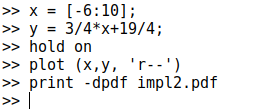 >> x = [-6:10];
>> y = 3/4*x+19/4;
>> hold on
>> plot (x,y, 'r--')
>> print -dpdf impl2.pdf
>>